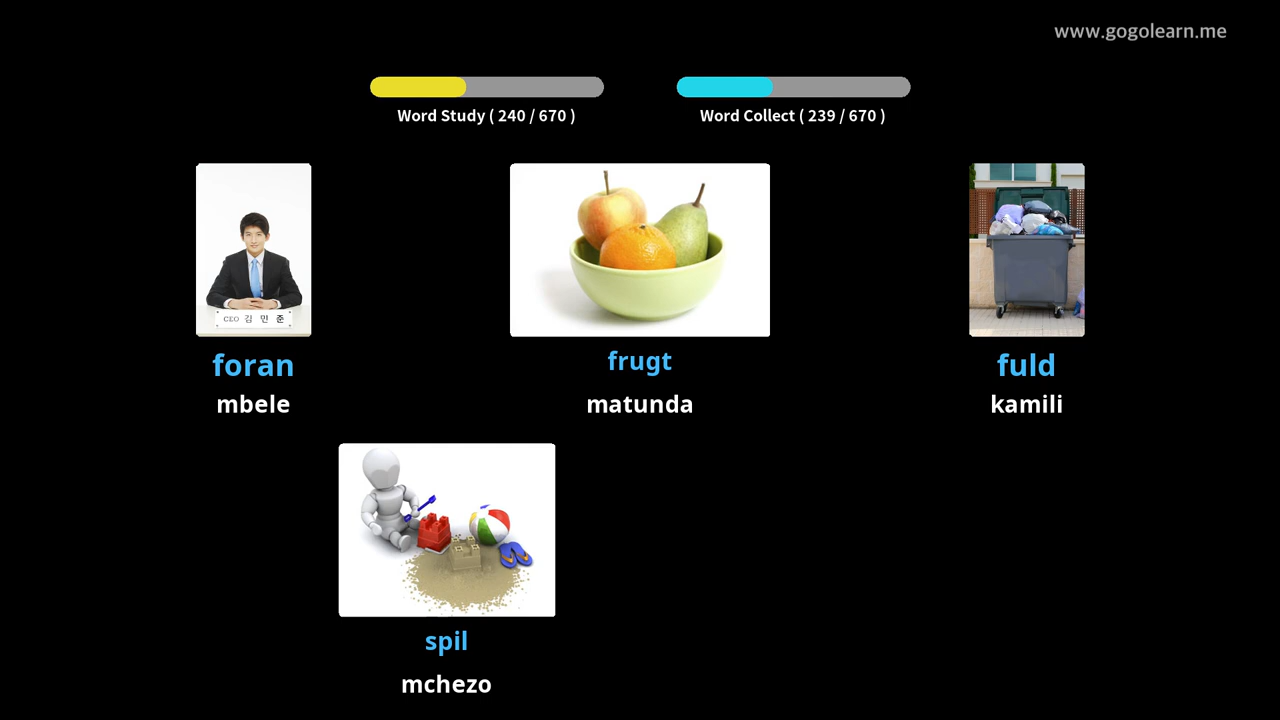 www.gogolearn.me
Word Study ( 240 / 670 )
Word Collect ( 239 / 670 )
CEO 김 민 준
foran
frugt
fuld
mbele
matunda
kamili
spil
mchezo